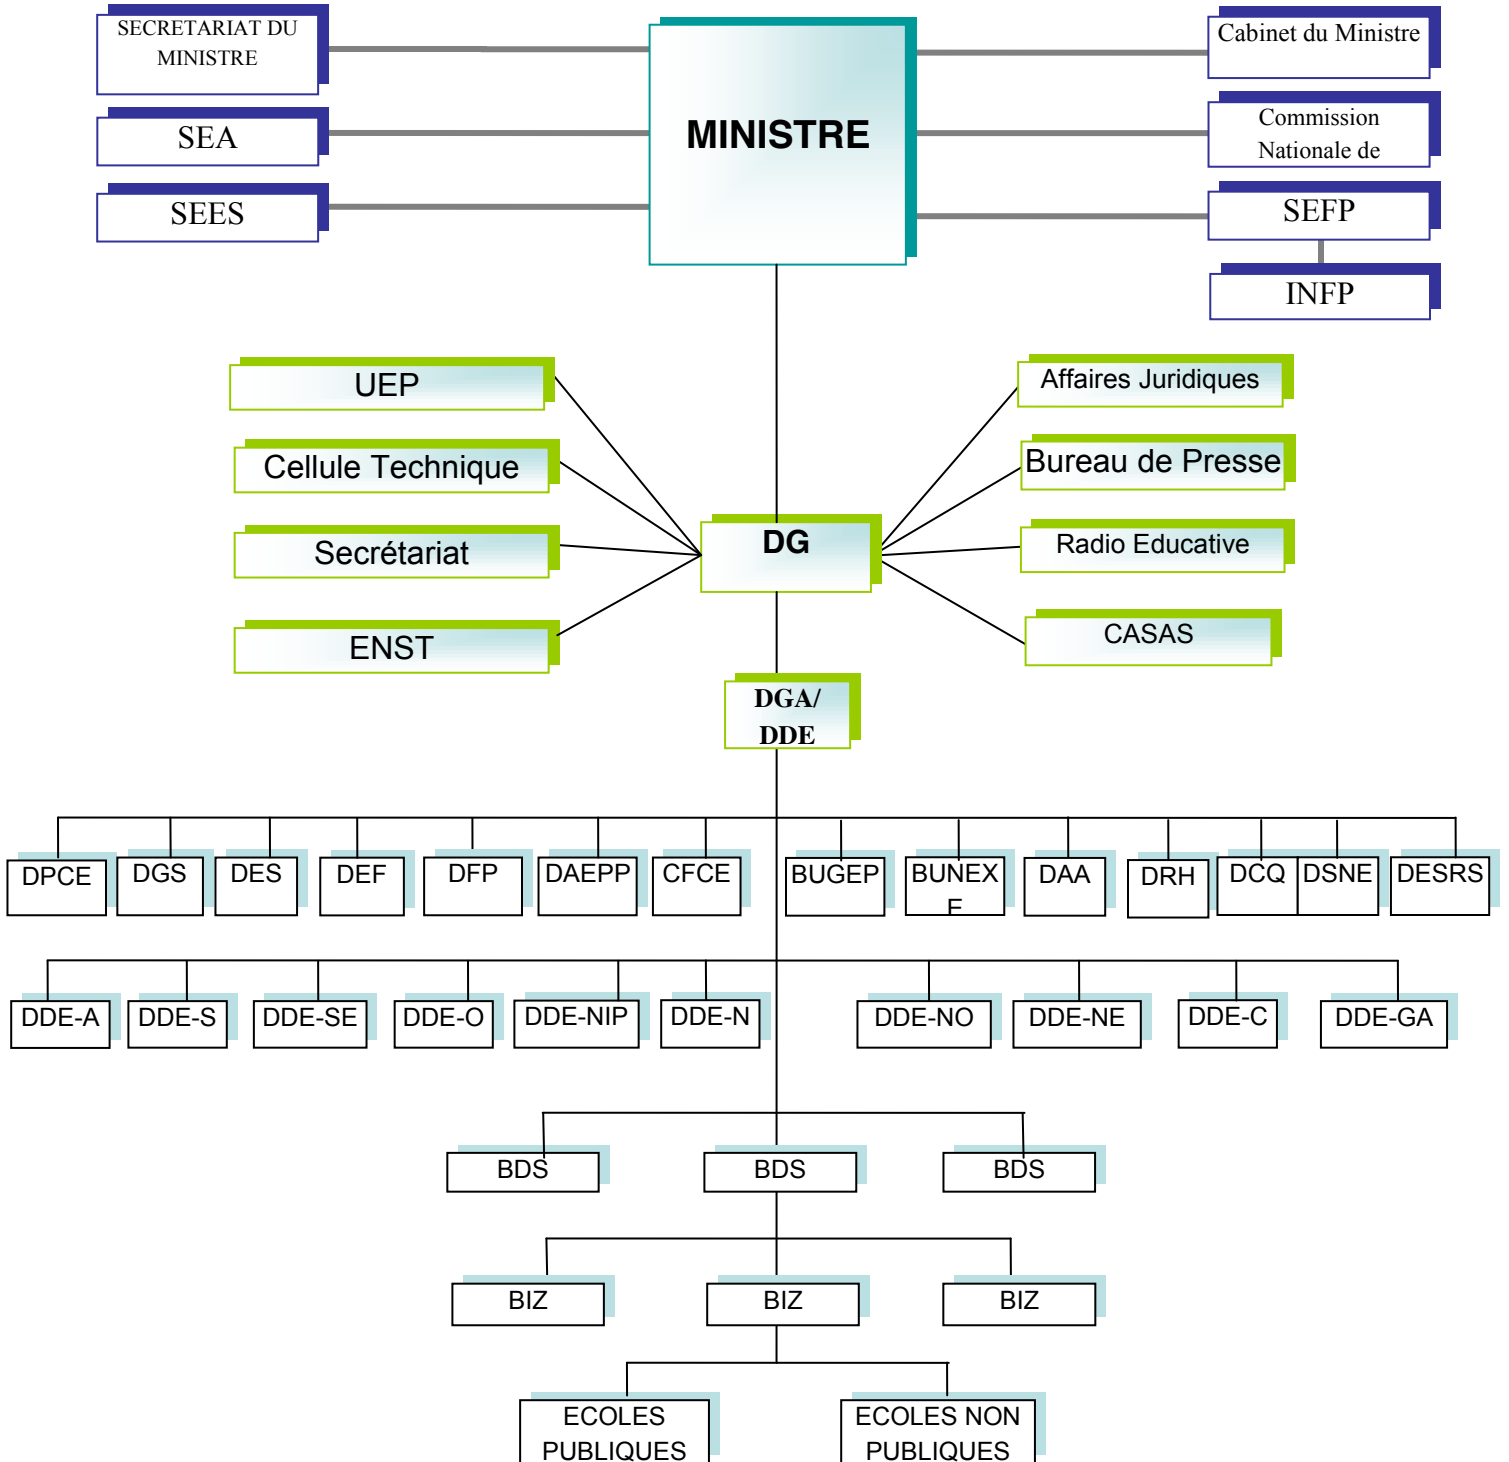 SECRETARIAT DU
MINISTRE
SEA
SEES
MINISTRE
Cabinet du Ministre
Commission
Nationale de
SEFP
INFP
UEP
Cellule Technique
Secrétariat
ENST
DG
Affaires Juridiques
Bureau de Presse
Radio Educative
CASAS
DGA/
DDE
DPCE
DGS
DES
DEF
DFP
DAEPP
CFCE
BUGEP
BUNEX
DAA
DRH
DCQ
DSNE
DESRS
DDE-A
DDE-S
DDE-SE
DDE-O
DDE-NIP
DDE-N
DDE-NO
DDE-NE
DDE-C
DDE-GA
BDS
BDS
BDS
BIZ
BIZ
BIZ
ECOLES
PUBLIQUES
ECOLES NON
PUBLIQUES